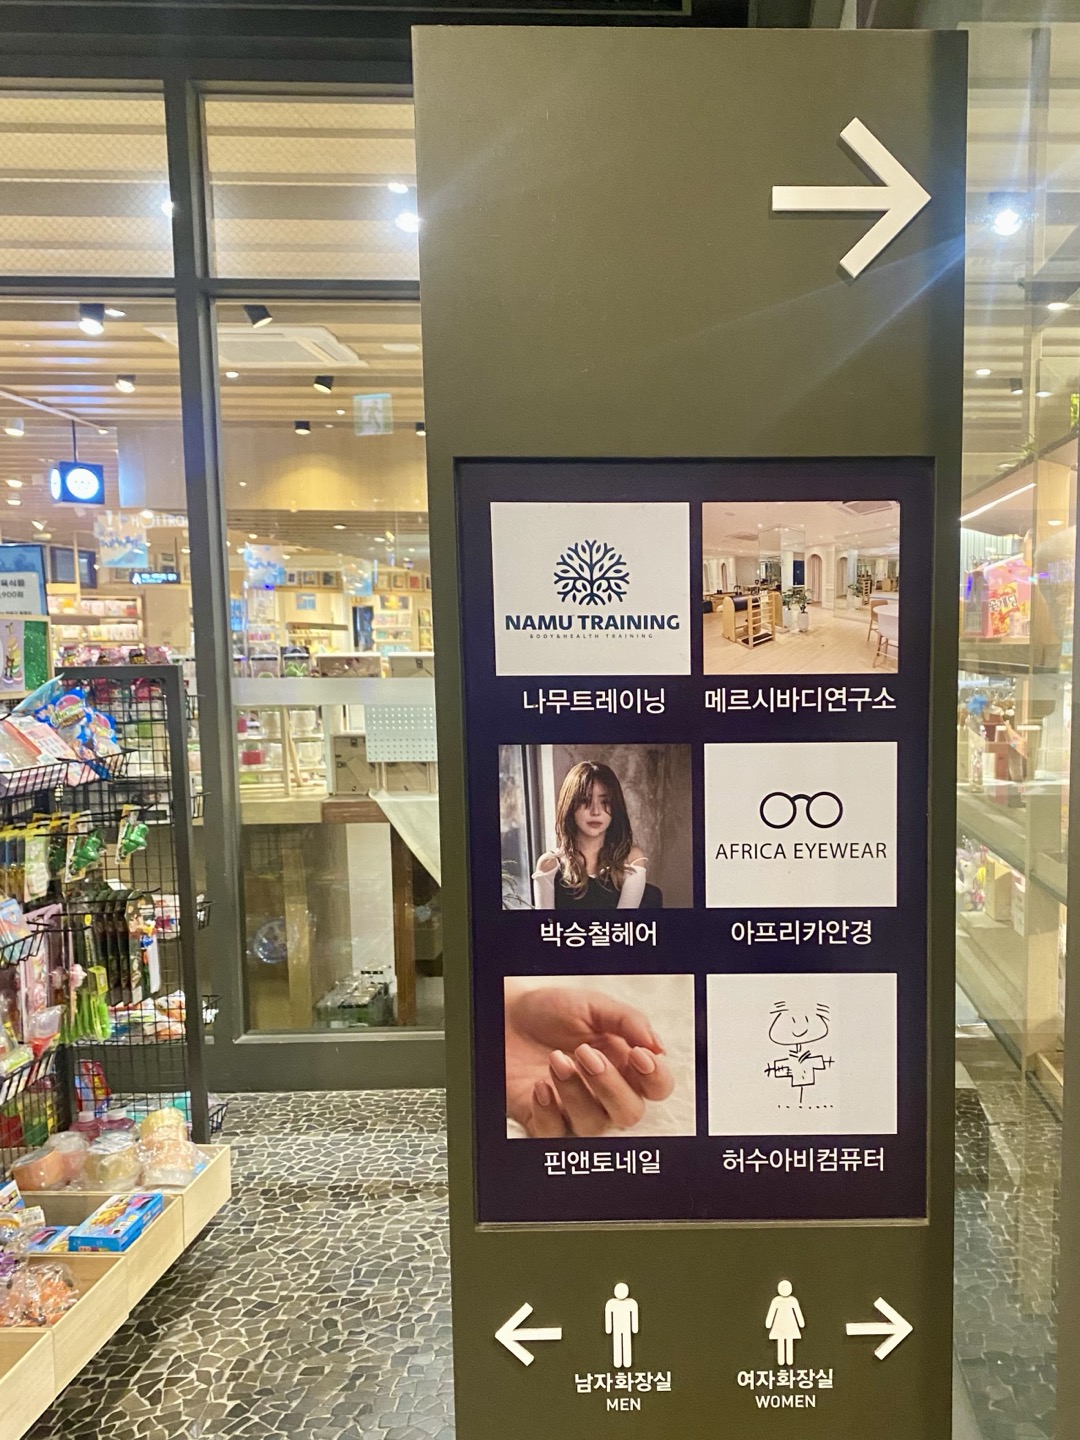 NAMU TRAINING
BODY&HEALTH TRAINING
나무트레이닝
메르시바디연구소
박승철헤어
AFRICA EYEWEAR
아프리카안경
핀앤토네일
허수아비컴퓨터
남자화장실
MEN
여자화장실
WOMEN